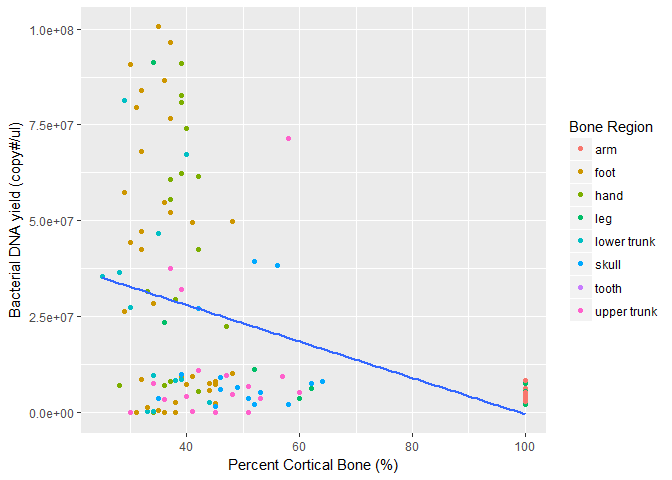 1.0e+08
7.5e+07
5.0e+07
2.5e+07
0.0e+00
Bacterial DNA yield (copy#/ul)
40
60
80
100
Percent Cortical Bone (%)
Bone Region
arm
foot
hand
leg
lower trunk
skull
tooth
upper trunk